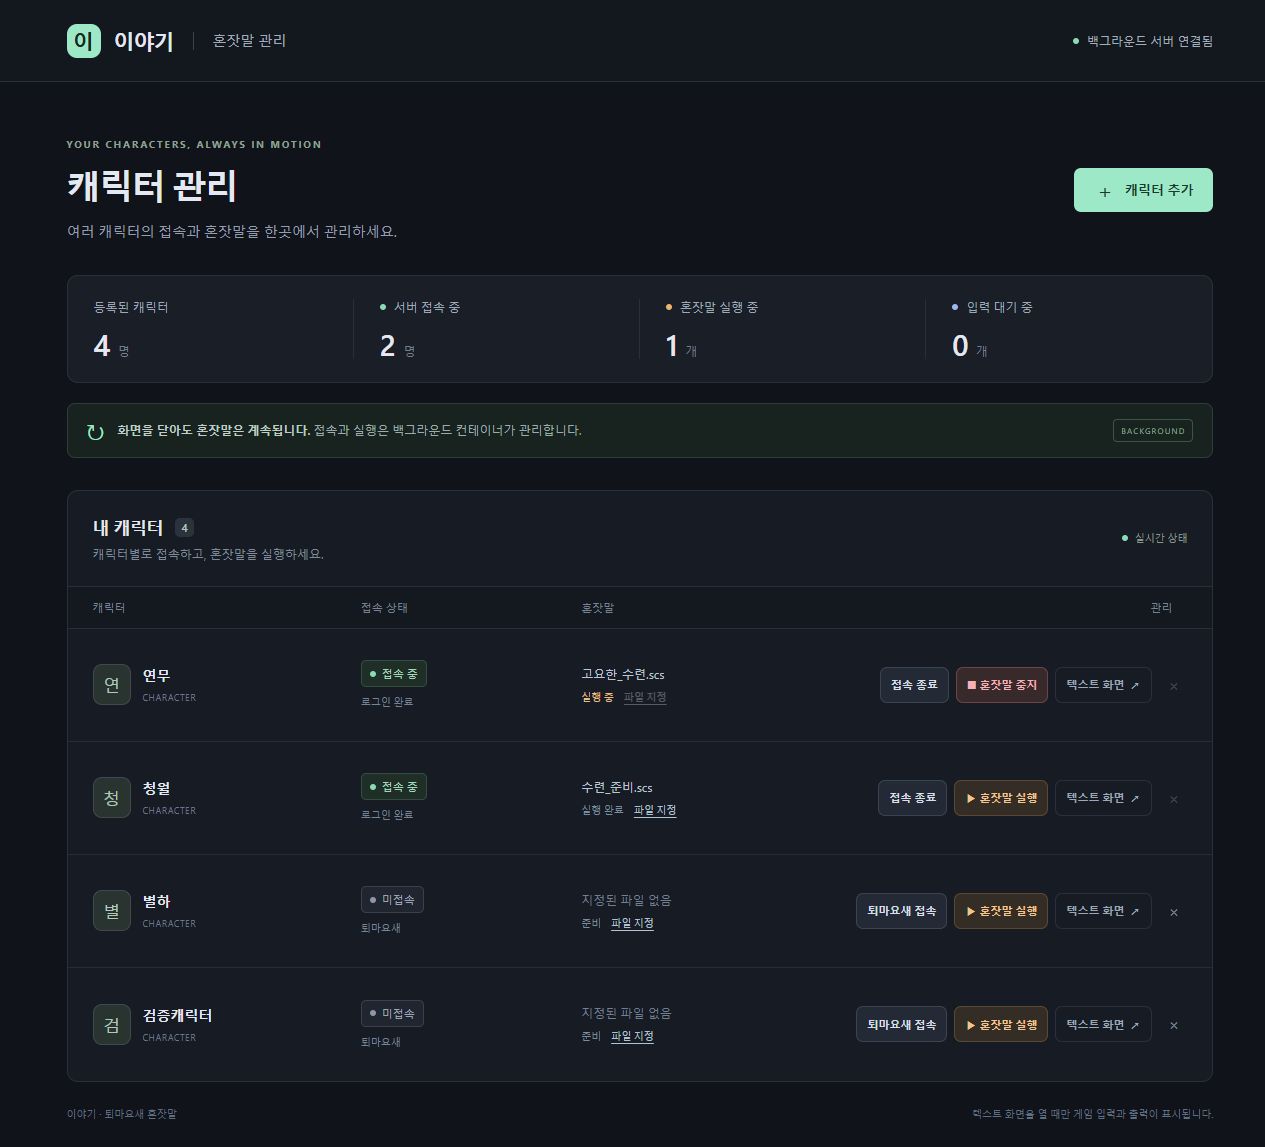 이 이야기 혼잣말 관리 백그라운드 서버 연결됨
YOUR CHARACTERS, ALWAYS IN MOTION
캐릭터 관리
+ 캐릭터 추가
여러 캐릭터의 접속과 혼잣말을 한곳에서 관리하세요.
등록된 캐릭터 서버 접속 중 혼잣말 실행 중 입력 대기 중
4 명 2 명 1 개 0 개
↻ 화면을 닫아도 혼잣말은 계속됩니다. 접속과 실행은 백그라운드 컨테이너가 관리합니다. BACKGROUND
내 캐릭터 4
실시간 상태
캐릭터별로 접속하고, 혼잣말을 실행하세요.
캐릭터 접속 상태 혼잣말 관리
연 연무 접속 중 고요한_수련.scs 접속 종료 ■ 혼잣말 중지 텍스트 화면 ↗ ×
CHARACTER 로그인 완료 실행 중 파일 지정
청 청월 접속 중 수련_준비.scs 접속 종료 ▶ 혼잣말 실행 텍스트 화면 ↗ ×
CHARACTER 로그인 완료 실행 완료 파일 지정
별 별하 미접속 지정된 파일 없음 퇴마요새 접속 ▶ 혼잣말 실행 텍스트 화면 ↗ ×
CHARACTER 퇴마요새 준비 파일 지정
검 검증캐릭터 미접속 지정된 파일 없음 퇴마요새 접속 ▶ 혼잣말 실행 텍스트 화면 ↗ ×
CHARACTER 퇴마요새 준비 파일 지정
이야기 · 퇴마요새 혼잣말 텍스트 화면을 열 때만 게임 입력과 출력이 표시됩니다.